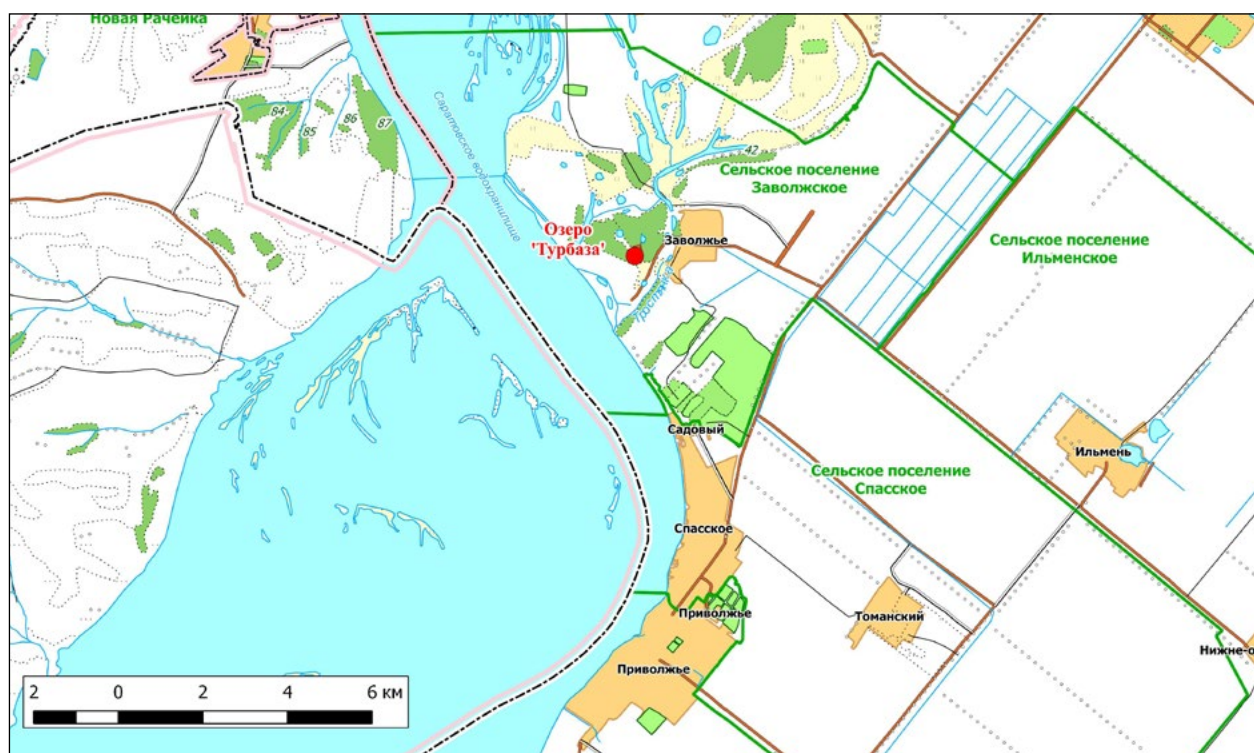 Новая Рачейка
84
85
86
87
Саратовское водохранилище
42
Сельское поселение
Заволжское
Озеро
'Турбаза'
Заволжье
Сельское поселение
Ильменское
Садовый
Ильмень
Сельское поселение
Спасское
Спасское
Приволжье
Томанский
Приволжье
Нижне-о
2 0 2 4 6 км